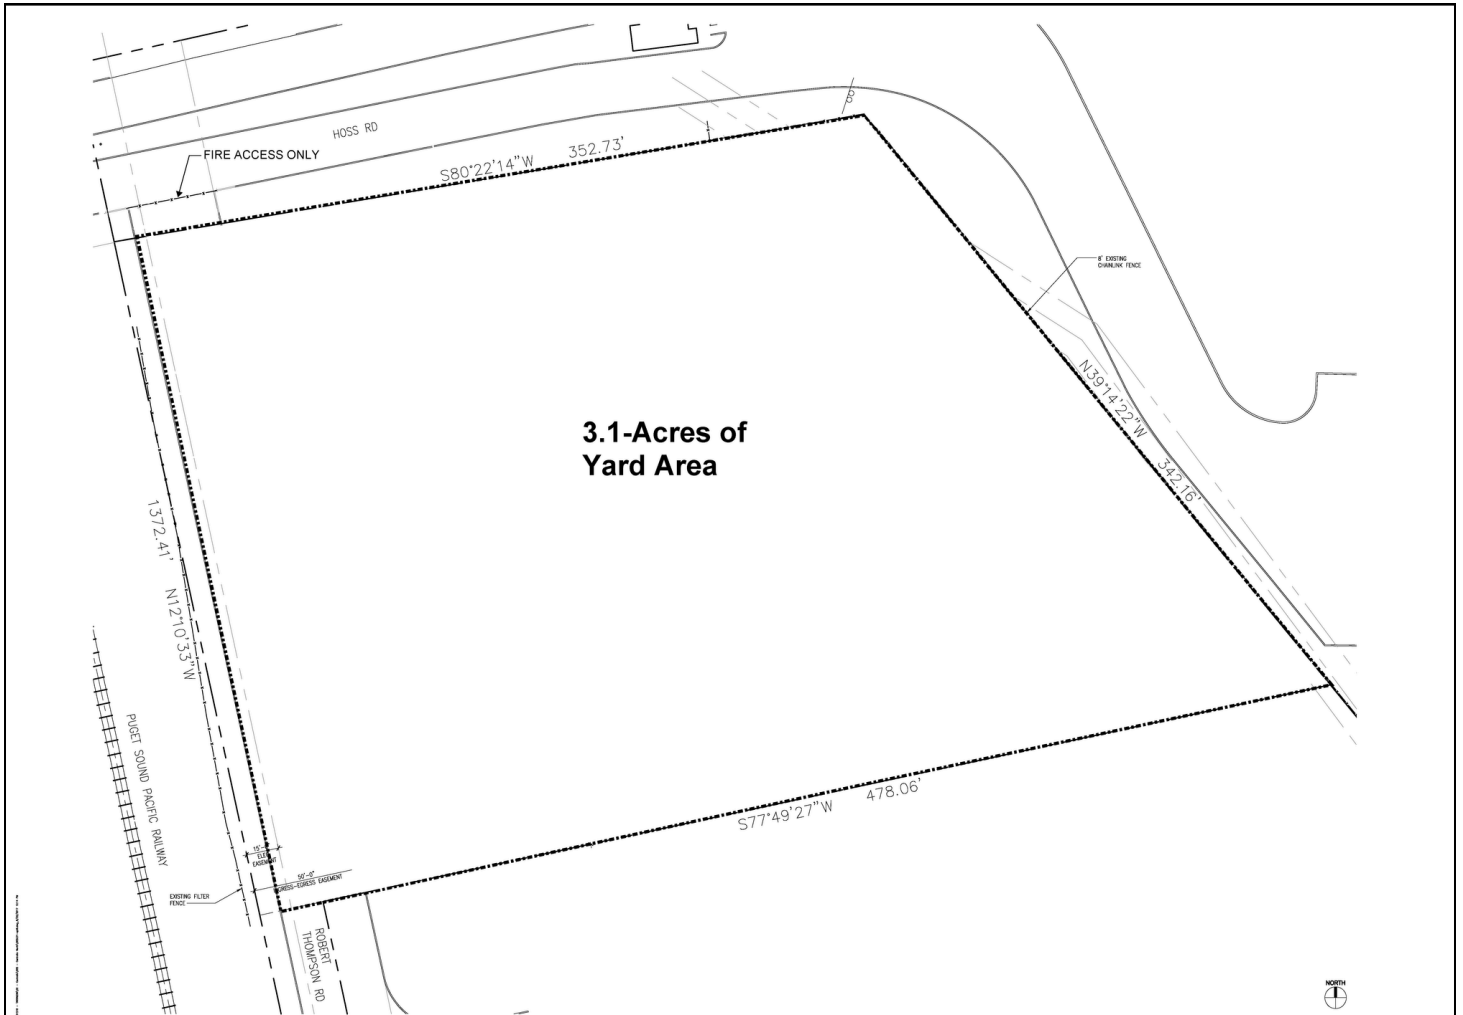 HOSS RD
FIRE ACCESS ONLY
S80°22'14"W 352.73'
8' EXISTING
CHAINLINK FENCE
N39°14'22"W 342.16'
3.1-Acres of
Yard Area
1372.41' N12°10'33"W
PUGET SOUND PACIFIC RAILWAY
S77°49'27"W 478.06'
15'-
EASEMENT
50'-0"
-EGRESS EASEMENT
EXISTING FILTER
FENCE
ROBERT
THOMPSON RD
NORTH